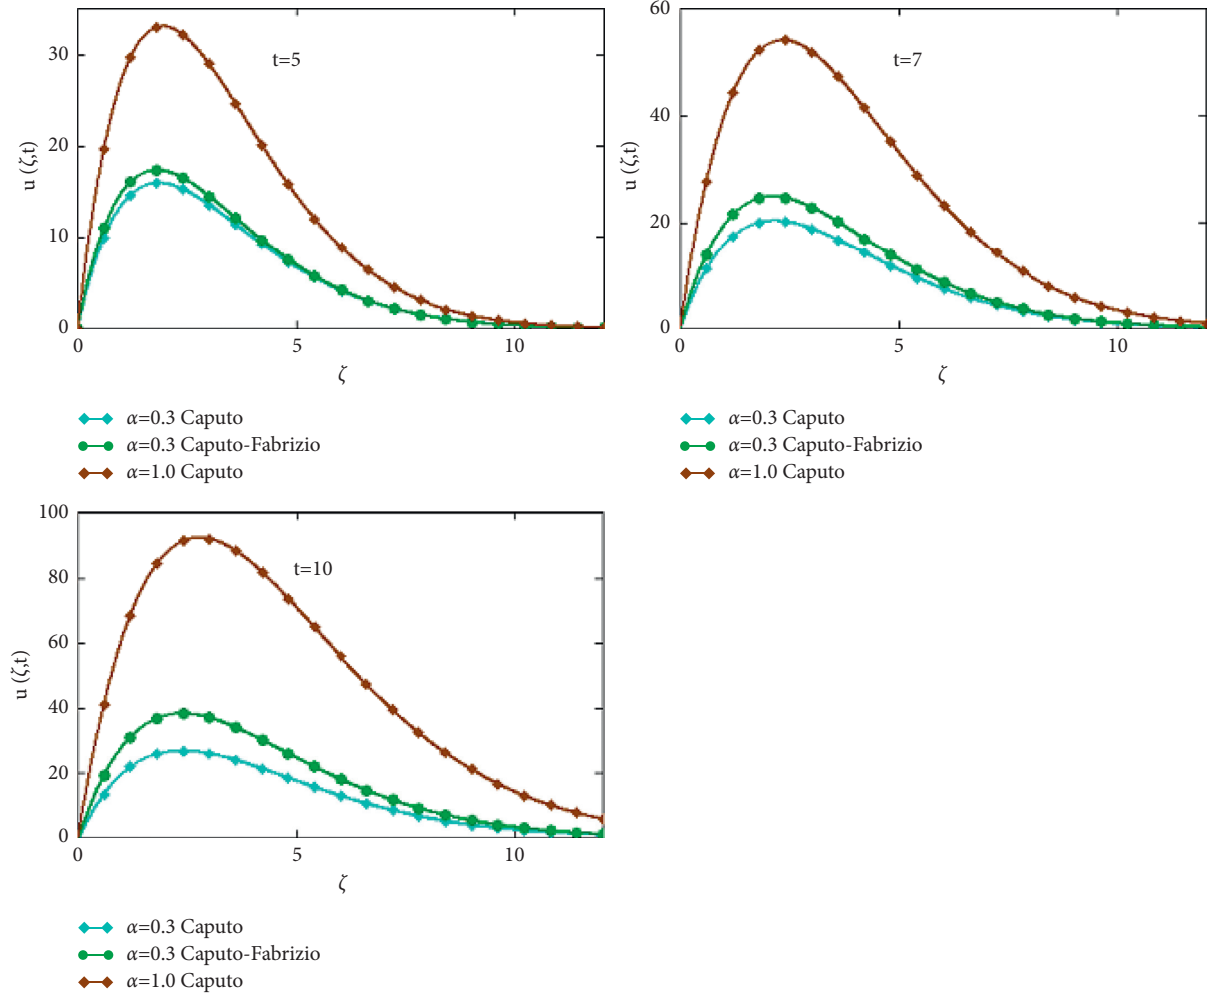 30
20
10
0
u (ζ,t)
t=5
0
5
10
ζ
α=0.3 Caputo
α=0.3 Caputo-Fabrizio
α=1.0 Caputo
60
40
20
0
u (ζ,t)
t=7
0
5
10
ζ
α=0.3 Caputo
α=0.3 Caputo-Fabrizio
α=1.0 Caputo
100
80
60
40
20
0
u (ζ,t)
t=10
0
5
10
ζ
α=0.3 Caputo
α=0.3 Caputo-Fabrizio
α=1.0 Caputo